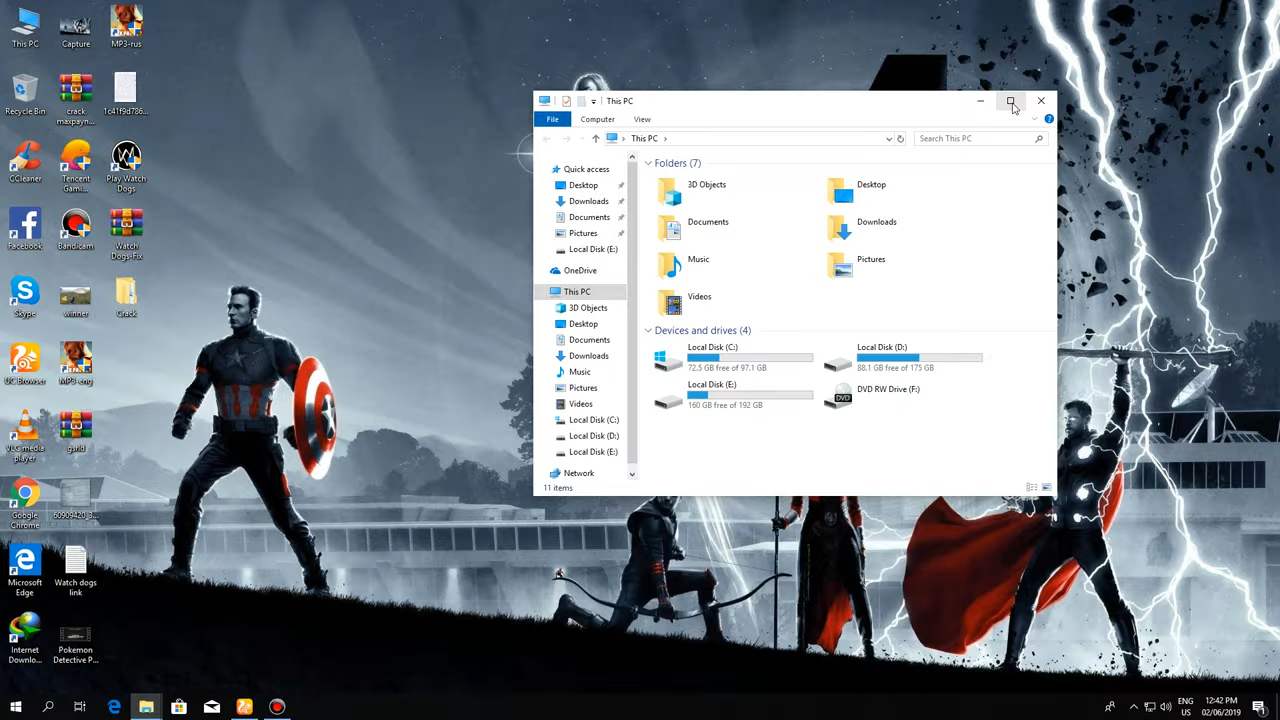 This PC
Capture
MP3-rus
Recycle Bin
crack
maxpayn...
1c41f9d786...
CCleaner
Tencent
Gami...
Play Watch
Dogs
Facebook
Bandicam
Watch
Dogs-Fix
Skype
winner
Crack
UC Browser
MP3-eng
VLC media
player
Google
Chrome
Microsoft
Edge
Watch dogs
link
Internet
Downlo...
Pokemon
Detective P...
This PC
File
Computer
View
This PC
Search This PC
Quick access
Desktop
Downloads
Documents
Pictures
Local Disk (E:)
OneDrive
This PC
3D Objects
Desktop
Documents
Downloads
Music
Pictures
Videos
Local Disk (C:)
Local Disk (D:)
Local Disk (E:)
Network
Folders (7)
3D Objects
Desktop
Documents
Downloads
Music
Pictures
Videos
Devices and drives (4)
Local Disk (C:)
72.5 GB free of 97.1 GB
Local Disk (D:)
88.1 GB free of 175 GB
Local Disk (E:)
160 GB free of 192 GB
DVD
DVD RW Drive (F:)
11 items
ENG
US
12:42 PM
02/06/2019
1